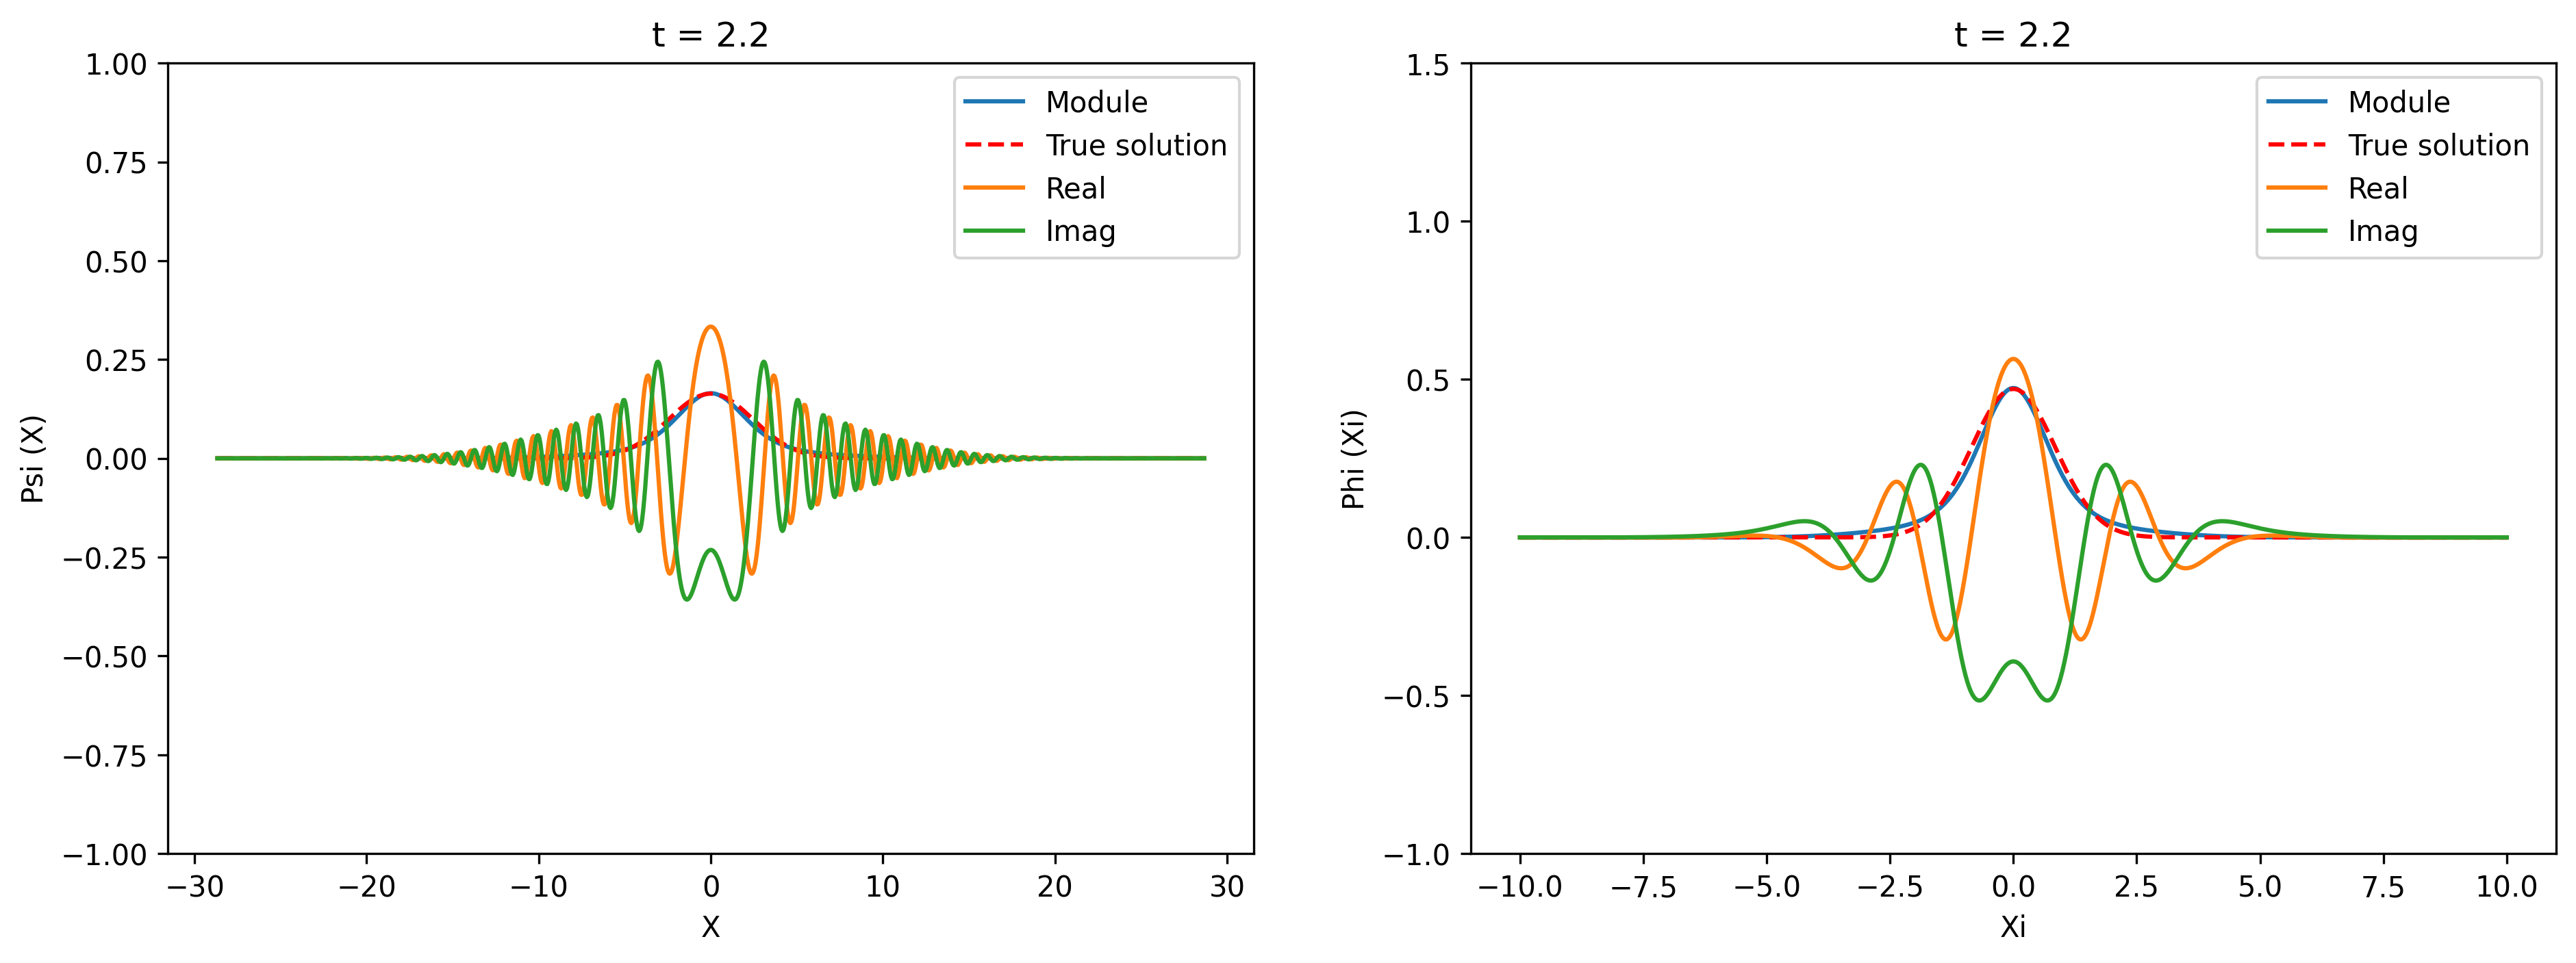 t = 2.2
1.00
0.75
0.50
0.25
0.00
−0.25
−0.50
−0.75
−1.00
Psi (X)
−30
−20
−10
0
10
20
30
X
Module
True solution
Real
Imag
t = 2.2
1.5
1.0
0.5
0.0
−0.5
−1.0
Phi (Xi)
−10.0
−7.5
−5.0
−2.5
0.0
2.5
5.0
7.5
10.0
Xi
Module
True solution
Real
Imag